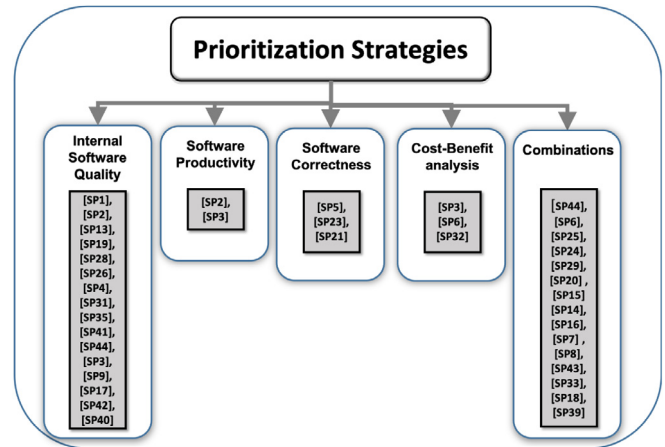 Prioritization Strategies
Internal
Software
Quality
[SP1],
[SP2],
[SP13],
[SP19],
[SP28],
[SP26],
[SP4],
[SP31],
[SP35],
[SP41],
[SP44],
[SP3],
[SP9],
[SP17],
[SP42],
[SP40]
Software
Productivity
[SP2],
[SP3]
Software
Correctness
[SP5],
[SP23],
[SP21]
Cost-Benefit
analysis
[SP3],
[SP6],
[SP32]
Combinations
[SP44],
[SP6],
[SP25],
[SP24],
[SP29],
[SP20] ,
[SP15]
[SP14],
[SP16],
[SP7] ,
[SP8],
[SP43],
[SP33],
[SP18],
[SP39]